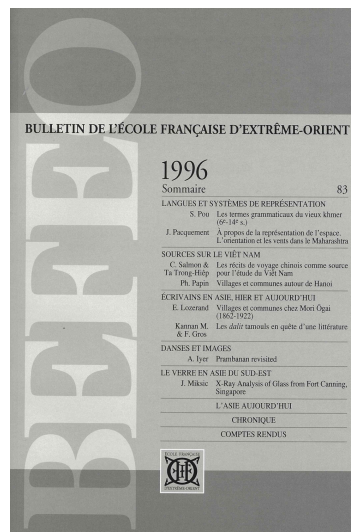 BEFEO
BULLETIN DE L'ÉCOLE FRANÇAISE D'EXTRÊME-ORIENT
1996
Sommaire 83
LANGUES ET SYSTÈMES DE REPRÉSENTATION
S. Pou Les termes grammaticaux du vieux khmer
(6e-14e s.)
J. Pacquement À propos de la représentation de l'espace.
L'orientation et les vents dans le Maharashtra
SOURCES SUR LE VIÊT NAM
C. Salmon & Les récits de voyage chinois comme source
Ta Trong-Hiêp pour l'étude du Viêt Nam
Ph. Papin Villages et communes autour de Hanoi
ÉCRIVAINS EN ASIE, HIER ET AUJOURD'HUI
E. Lozerand Villages et communes chez Mori Ôgai
(1862-1922)
Kannan M. Les dalit tamouls en quête d'une littérature
& F. Gros
DANSES ET IMAGES
A. Iyer Prambanan revisited
LE VERRE EN ASIE DU SUD-EST
J. Miksic X-Ray Analysis of Glass from Fort Canning,
Singapore
L'ASIE AUJOURD'HUI
CHRONIQUE
COMPTES RENDUS
ÉCOLE FRANÇAISE
D'EXTRÊME-ORIENT